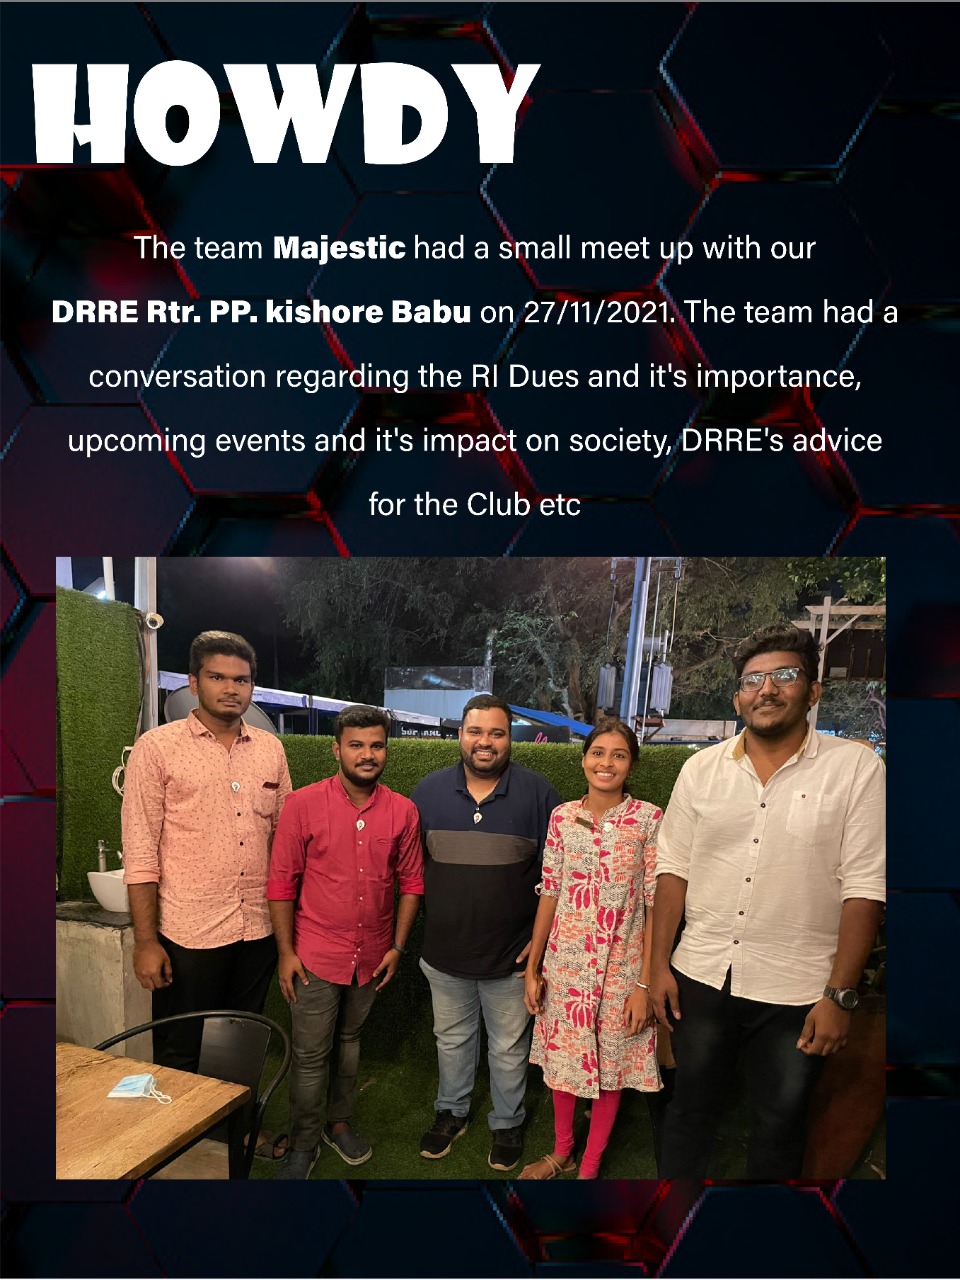 HOWDY
The team Majestic had a small meet up with our
DRRE Rtr. PP. kishore Babu on 27/11/2021. The team had a
conversation regarding the RI Dues and it's importance,
upcoming events and it's impact on society, DRRE's advice
for the Club etc